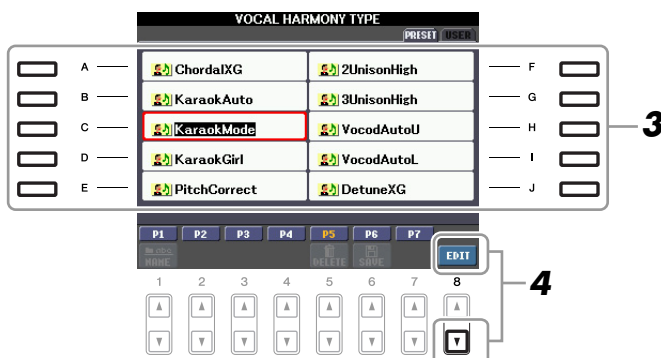 VOCAL HARMONY TYPE
PRESET USER
A ChordalXG 2UnisonHigh F
B KaraokAuto 3UnisonHigh G
C KaraokMode VocodAutoU H 3
D KaraokGirl VocodAutoL I
E PitchCorrect DetuneXG J
P1 P2 P3 P4 P5 P6 P7
NAME DELETE SAVE EDIT
1 2 3 4 5 6 7 8 4